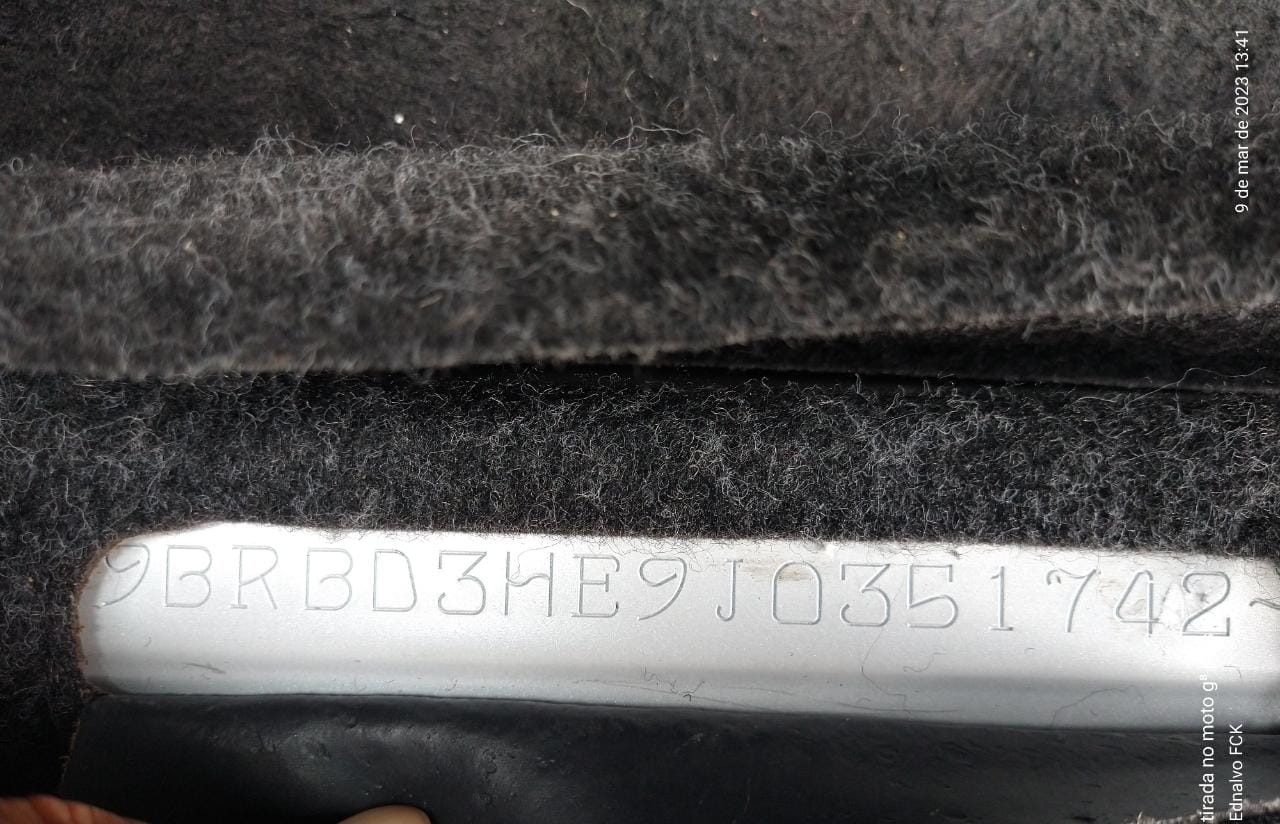 9BRBD3HE9J0351742
9 de mar de 2023 13:41
tirada no moto g⁸
Ednalvo FCK